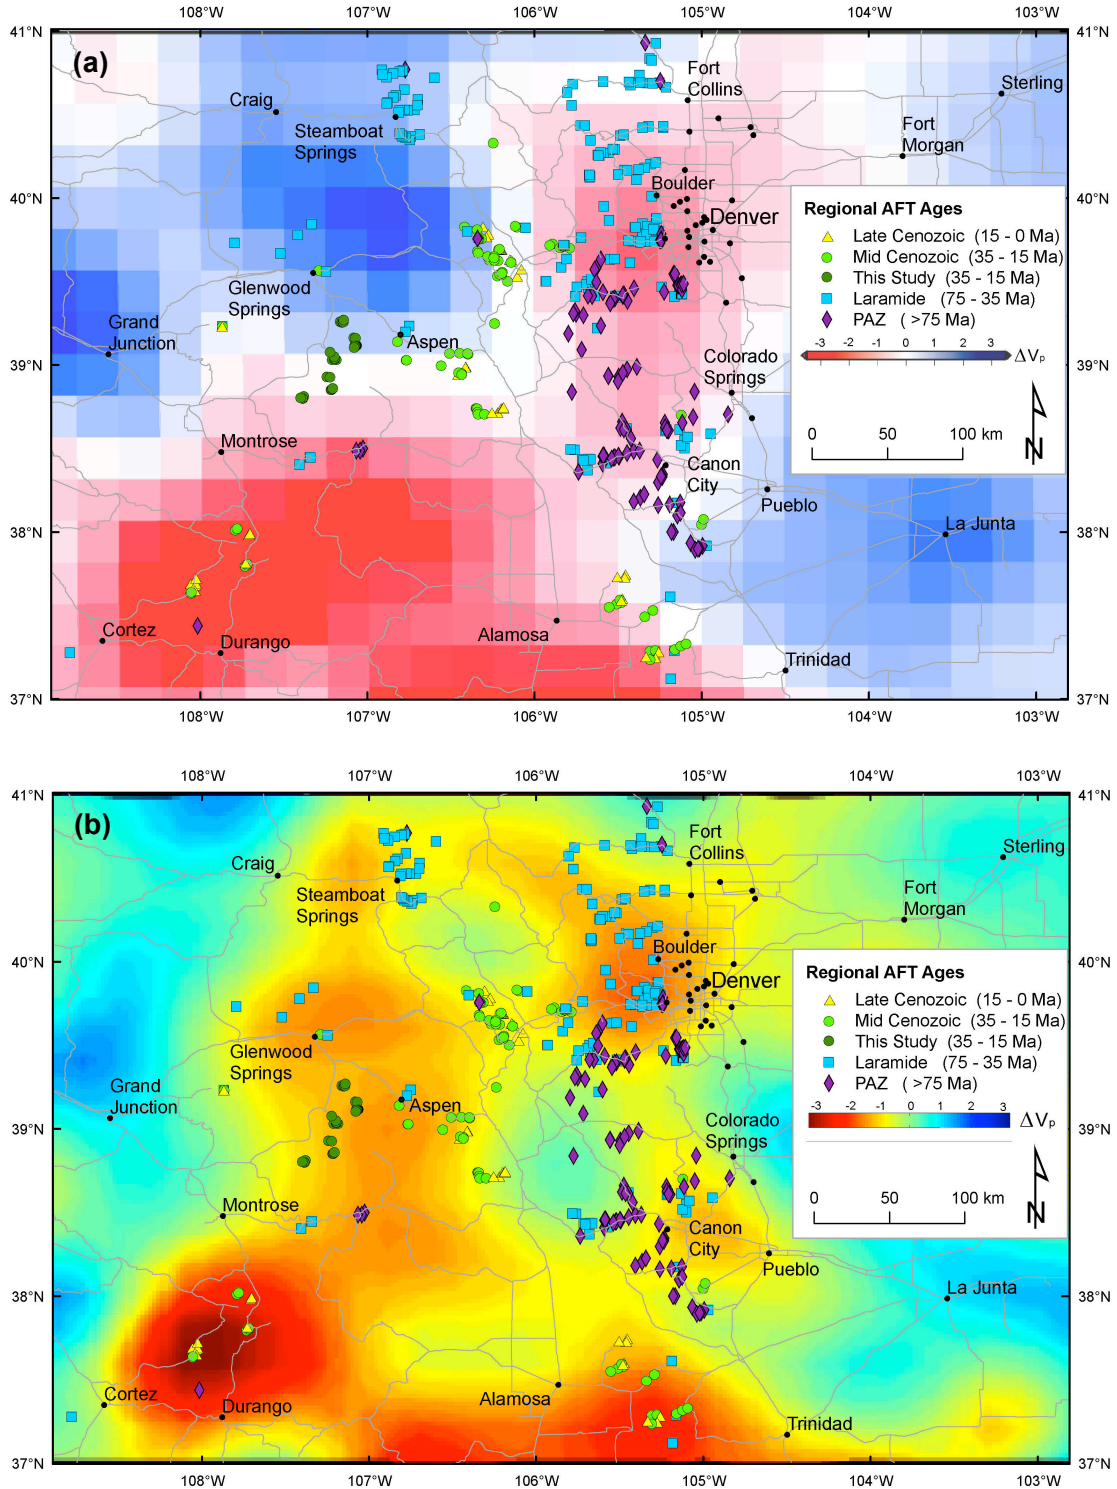 108°W 107°W 106°W 105°W 104°W 103°W
41°N 41°N
(a)
Fort
Collins
Sterling
Craig
Steamboat
Springs
Fort
Morgan
40°N
Boulder
Denver
Regional AFT Ages
Late Cenozoic (15 - 0 Ma)
Mid Cenozoic (35 - 15 Ma)
This Study (35 - 15 Ma)
Laramide (75 - 35 Ma)
PAZ ( >75 Ma)
-3 -2 -1 0 1 2 3 ΔVp
0 50 100 km
N
40°N
Glenwood
Springs
Grand
Junction
Aspen
39°N 39°N
Colorado
Springs
Montrose
Canon
City
Pueblo
38°N 38°N
La Junta
Cortez
Durango
Alamosa
Trinidad
37°N 37°N
108°W 107°W 106°W 105°W 104°W 103°W
108°W 107°W 106°W 105°W 104°W 103°W
41°N 41°N
(b)
Fort
Collins
Sterling
Craig
Steamboat
Springs
Fort
Morgan
40°N
Boulder
Denver
Regional AFT Ages
Late Cenozoic (15 - 0 Ma)
Mid Cenozoic (35 - 15 Ma)
This Study (35 - 15 Ma)
Laramide (75 - 35 Ma)
PAZ ( >75 Ma)
-3 -2 -1 0 1 2 3 ΔVp
0 50 100 km
N
40°N
Glenwood
Springs
Grand
Junction
Aspen
39°N 39°N
Colorado
Springs
Montrose
Canon
City
Pueblo
38°N 38°N
La Junta
Cortez
Durango
Alamosa
Trinidad
37°N 37°N
108°W 107°W 106°W 105°W 104°W 103°W